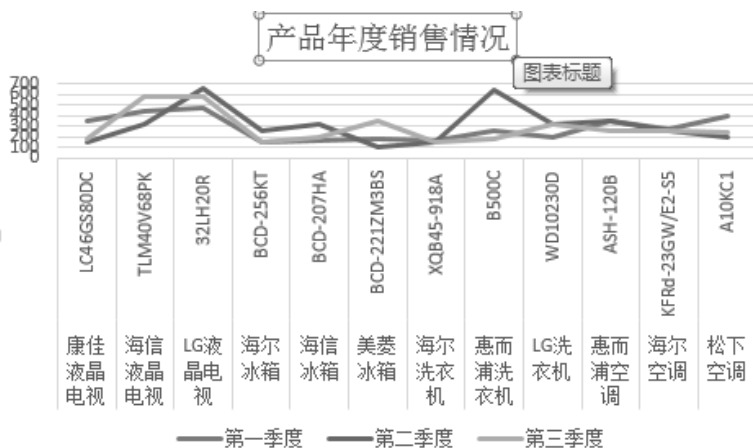 产品年度销售情况
图表标题
700
600
500
400
300
200
100
0
LC46GS80DC
TLM40V68PK
32LH20R
BCD-256KT
BCD-207HA
BCD-221ZM3BS
XQB45-918A
B500C
WD10230D
ASH-120B
KFRd-23GW/E2-S5
A10KC1
康佳
液晶
电视
海信
液晶
电视
LG液
晶电
视
海尔
冰箱
海信
冰箱
美菱
冰箱
海尔
洗衣
机
惠而
浦洗
衣机
LG洗
衣机
惠而
浦空
调
海尔
空调
松下
空调
第一季度 第二季度 第三季度